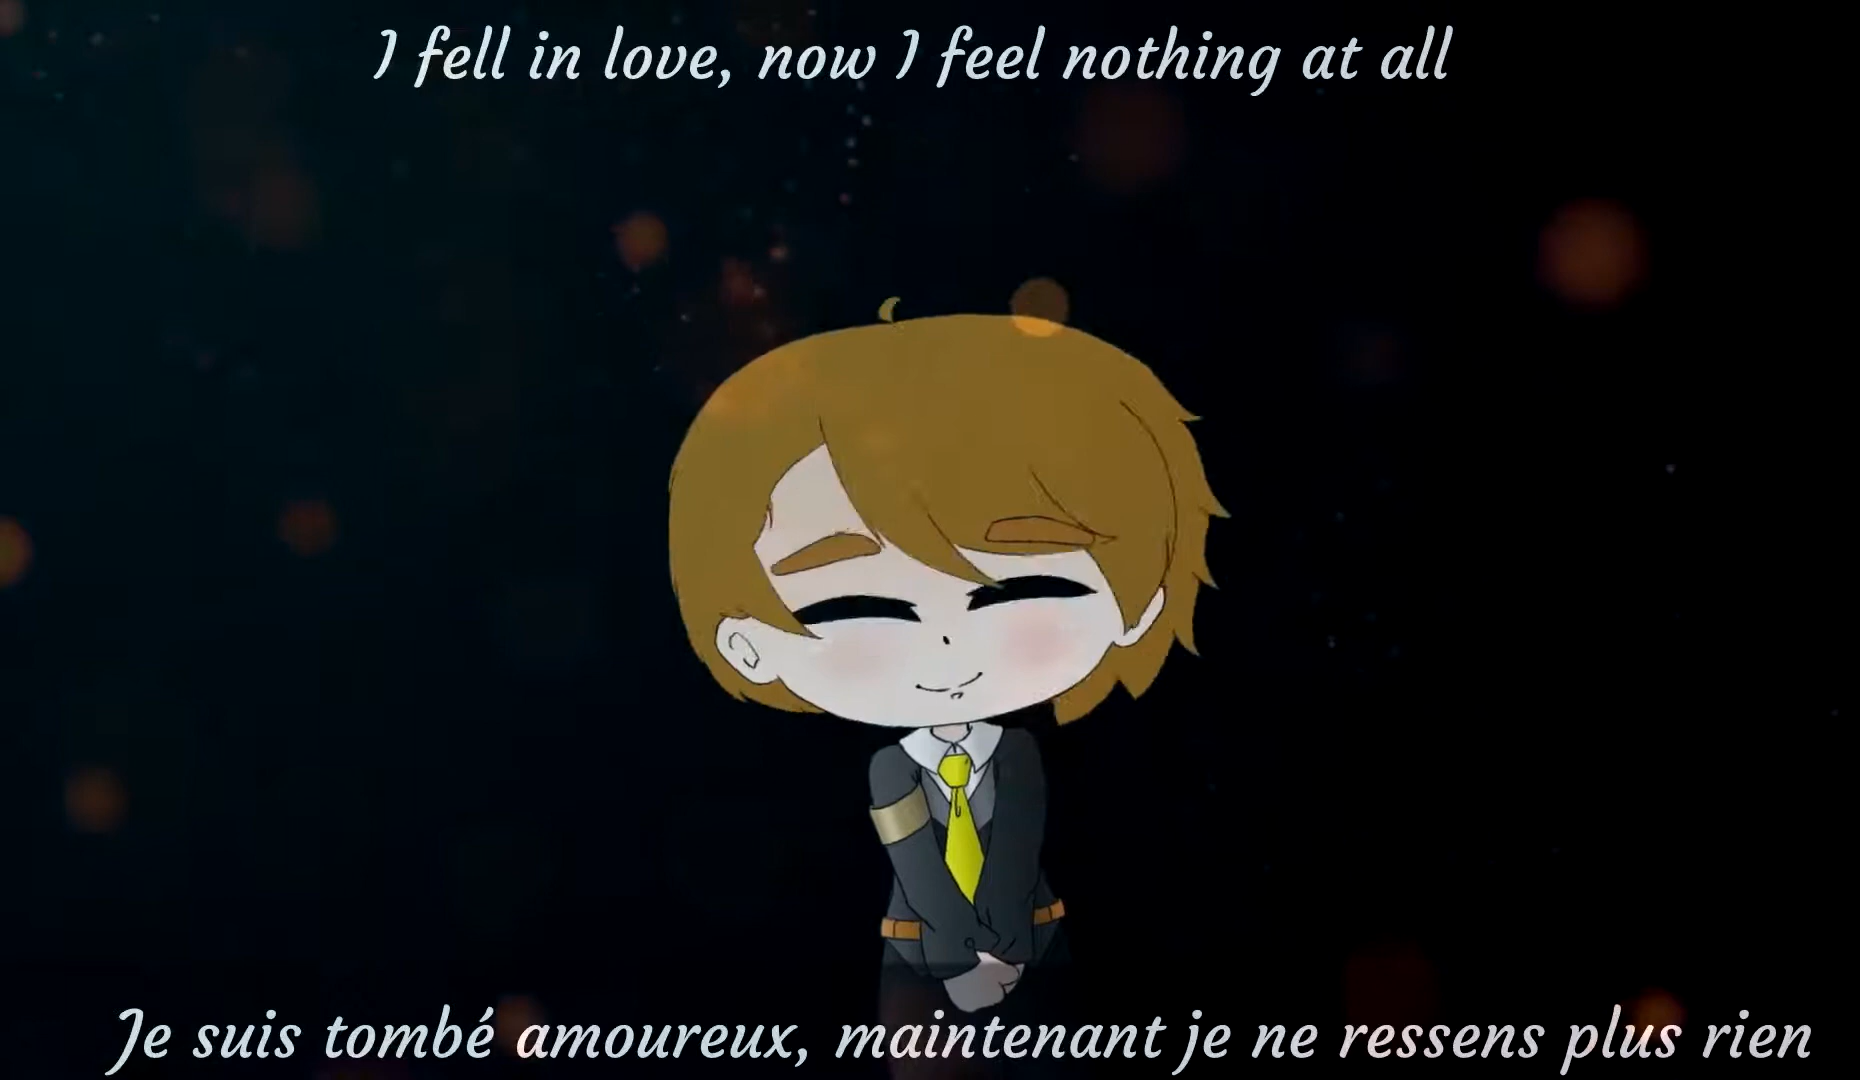 I fell in love, now I feel nothing at all
Je suis tombé amoureux, maintenant je ne ressens plus rien